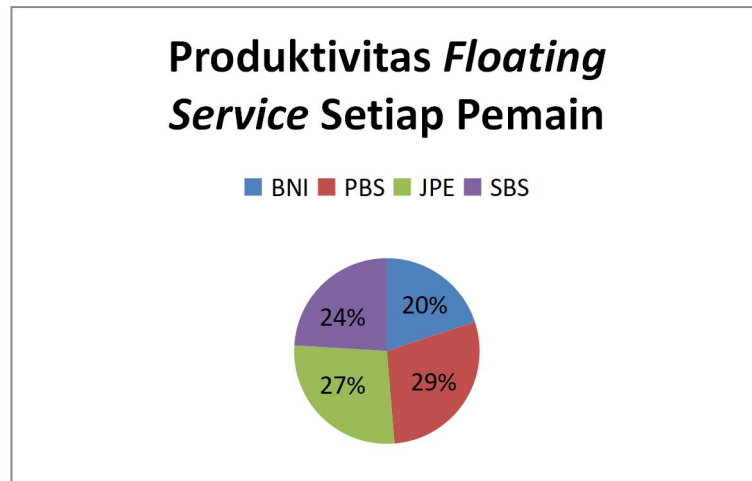 Produktivitas Floating
Service Setiap Pemain
BNI PBS JPE SBS
24% 20%
27% 29%